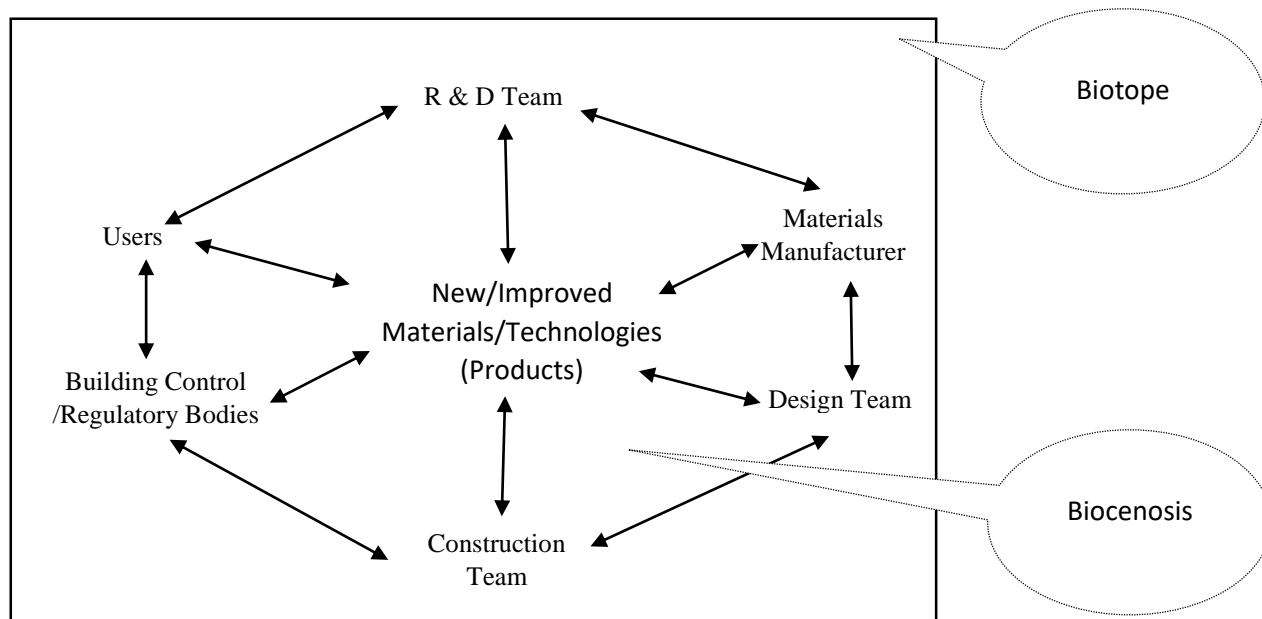 Biotope
R & D Team
Users
Materials
Manufacturer
New/Improved
Materials/Technologies
(Products)
Building Control
/Regulatory Bodies
Design Team
Biocenosis
Construction
Team